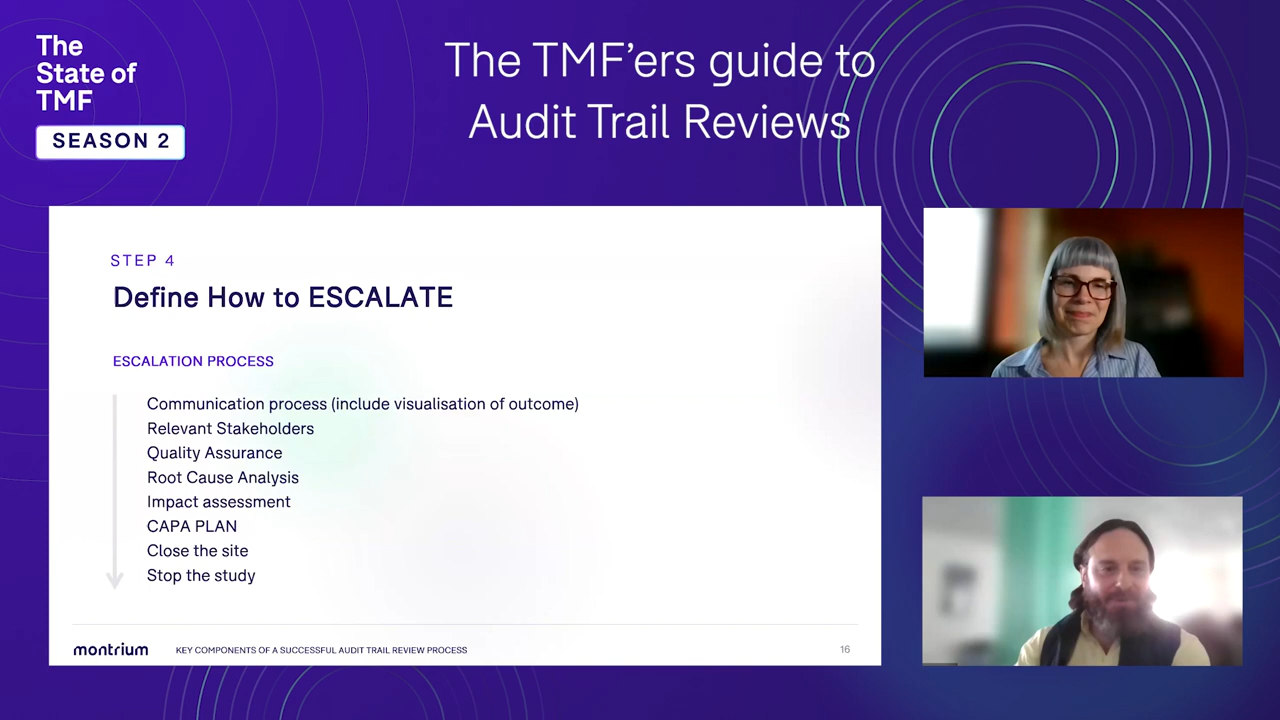 The
State of
TMF
SEASON 2
The TMF’ers guide to
Audit Trail Reviews
STEP 4
Define How to ESCALATE
ESCALATION PROCESS
Communication process (include visualisation of outcome)
Relevant Stakeholders
Quality Assurance
Root Cause Analysis
Impact assessment
CAPA PLAN
Close the site
Stop the study
montrium
KEY COMPONENTS OF A SUCCESSFUL AUDIT TRAIL REVIEW PROCESS
16